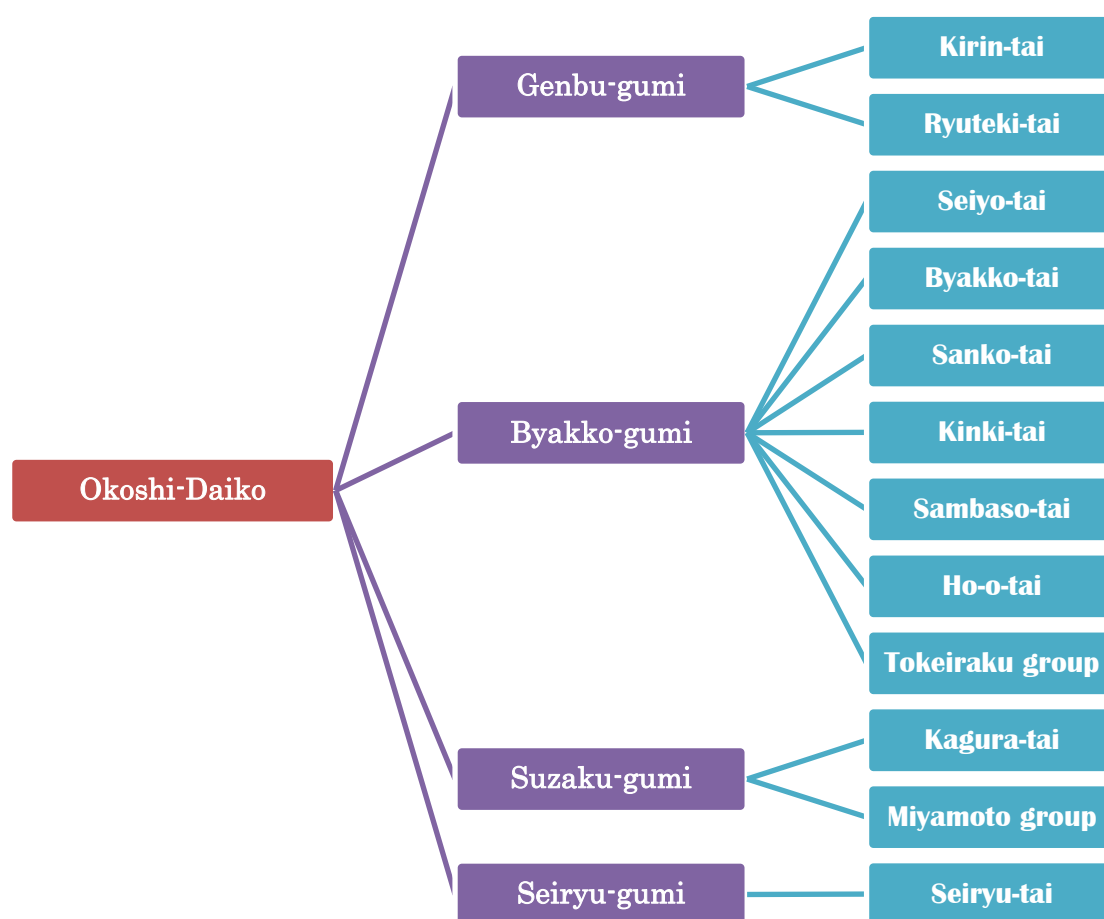 Okoshi-Daiko
Genbu-gumi
Kirin-tai
Ryuteki-tai
Byakko-gumi
Seiyo-tai
Byakko-tai
Sanko-tai
Kinki-tai
Sambaso-tai
Ho-o-tai
Tokeiraku group
Suzaku-gumi
Kagura-tai
Miyamoto group
Seiryu-gumi
Seiryu-tai